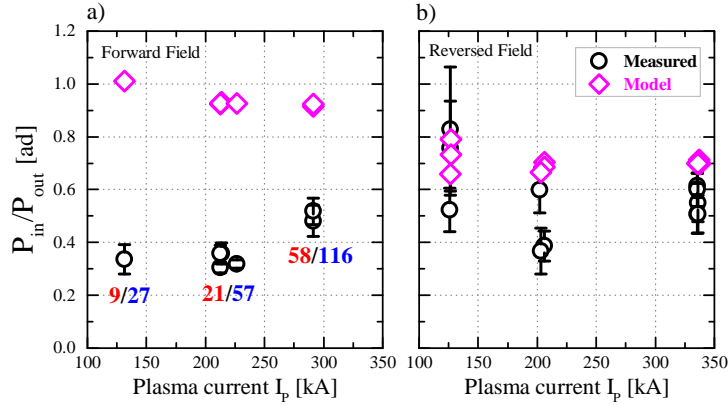 a)
Forward Field
1.2
1.0
0.8
0.6
0.4
0.2
0.0
P_in/P_out [ad]
9/27
21/57
58/116
100 150 200 250 300 350
Plasma current I_P [kA]
b)
Reversed Field
Measured
Model
100 150 200 250 300 350
Plasma current I_P [kA]